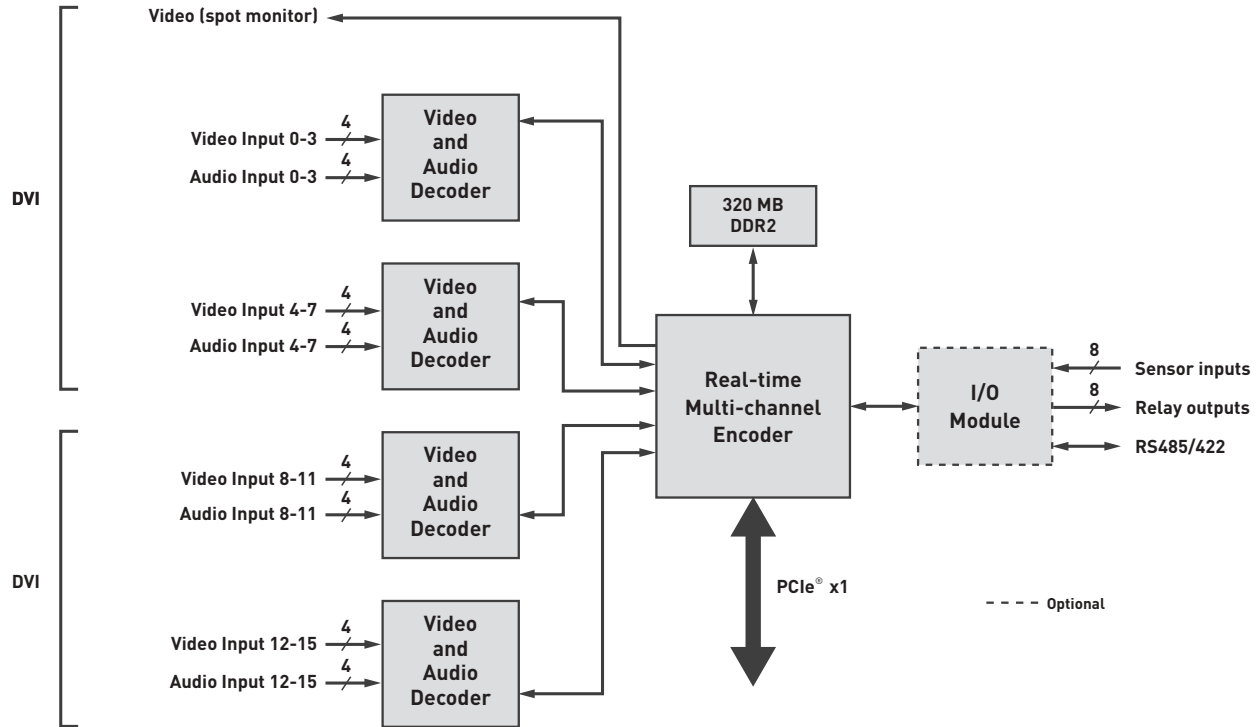 Video (spot monitor)
DVI
Video Input 0-3
4
Audio Input 0-3
4
Video
and
Audio
Decoder
Video Input 4-7
4
Audio Input 4-7
4
Video
and
Audio
Decoder
DVI
Video Input 8-11
4
Audio Input 8-11
4
Video
and
Audio
Decoder
Video Input 12-15
4
Audio Input 12-15
4
Video
and
Audio
Decoder
320 MB
DDR2
Real-time
Multi-channel
Encoder
PCIe® x1
I/O
Module
8
Sensor inputs
8
Relay outputs
RS485/422
Optional